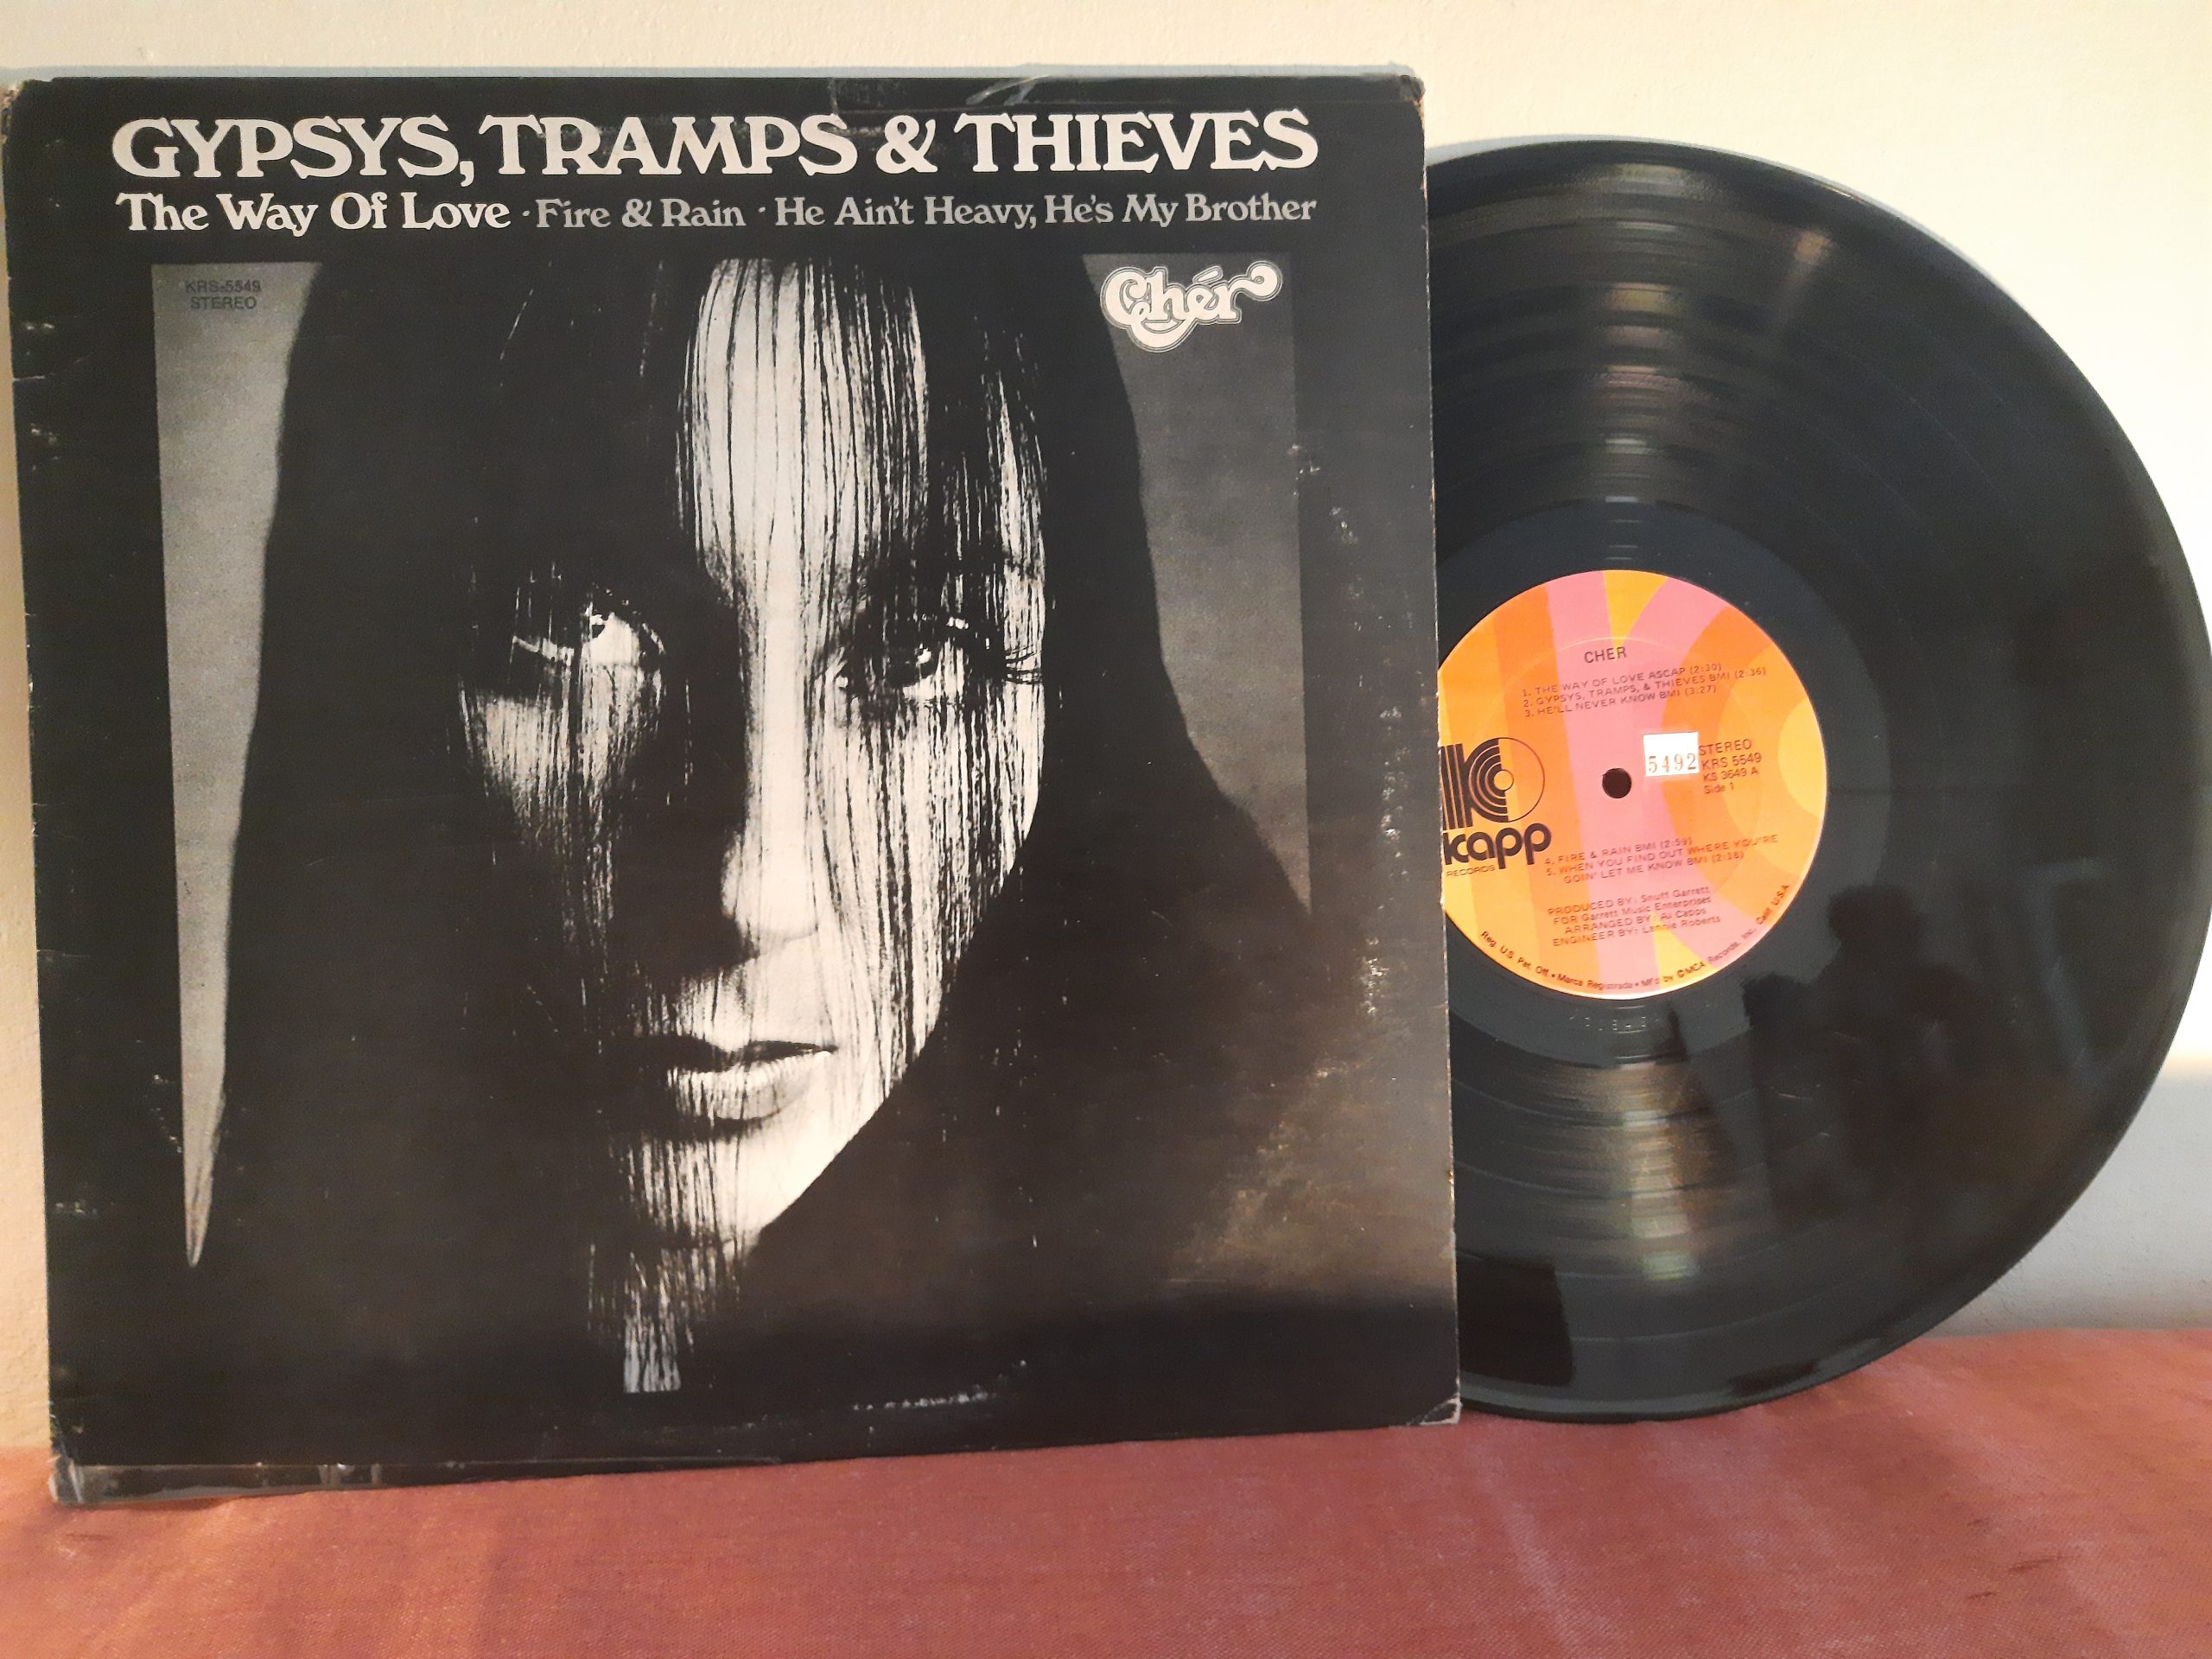 GYPSYS, TRAMPS & THIEVES
The Way Of Love · Fire & Rain · He Ain't Heavy, He's My Brother
KRS-5549
STEREO
Chér
CHER
1. THE WAY OF LOVE ASCAP (2:30)
2. GYPSYS, TRAMPS, & THIEVES BMI (2:36)
3. HE'LL NEVER KNOW BMI (3:27)
5492
STEREO
KRS 5549
KS 3649 A
Side 1
K
kapp
RECORDS
4. FIRE & RAIN BMI (2:59)
5. WHEN YOU FIND OUT WHERE YOU'RE
GOIN' LET ME KNOW BMI
PRODUCED BY: Snuff Garrett
FOR Garrett Music Enterprises
ARRANGED BY: Al Capps
ENGINEER BY: Lennie Roberts
Reg. U.S. Pat. Off. • Marca Registrada • Mf'd by ©MCA Records, Inc., Calif. U.S.A.